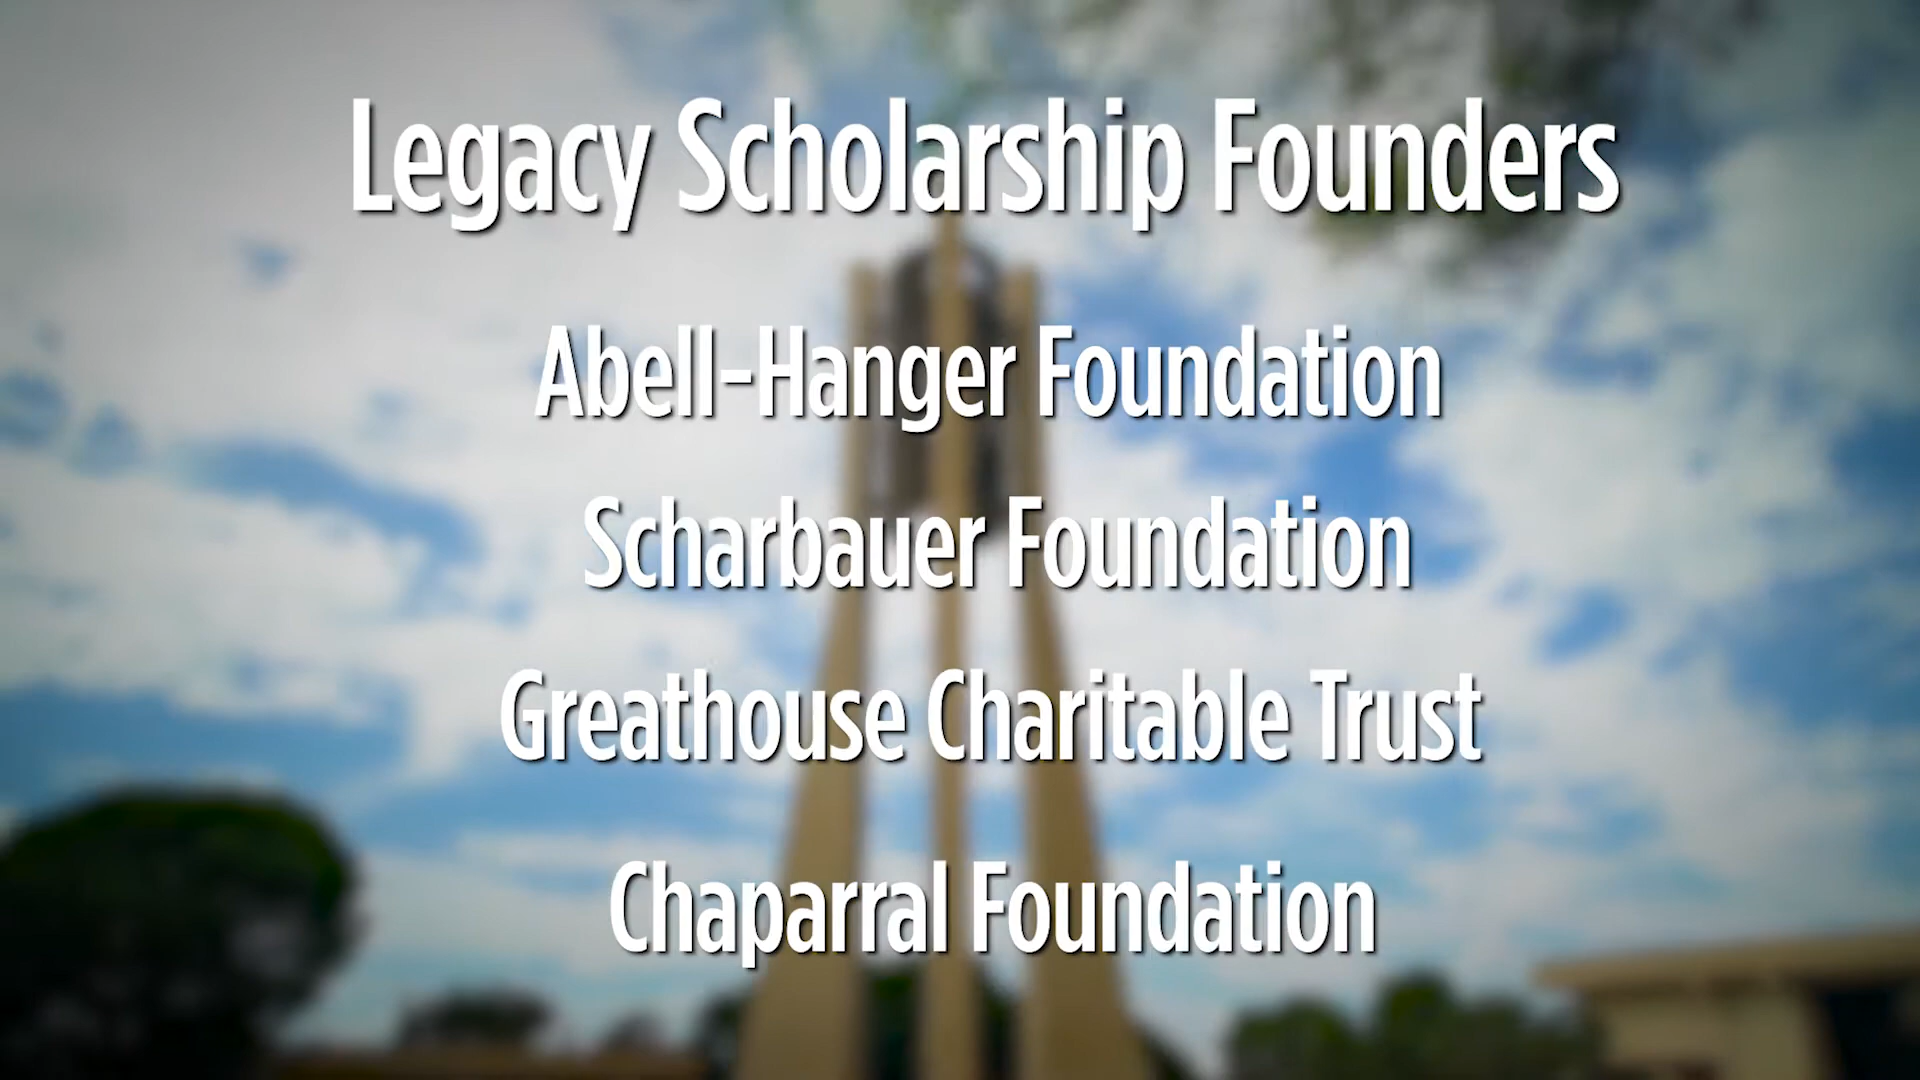 Legacy Scholarship Founders
Abell-Hanger Foundation
Scharbauer Foundation
Greathouse Charitable Trust
Chaparral Foundation